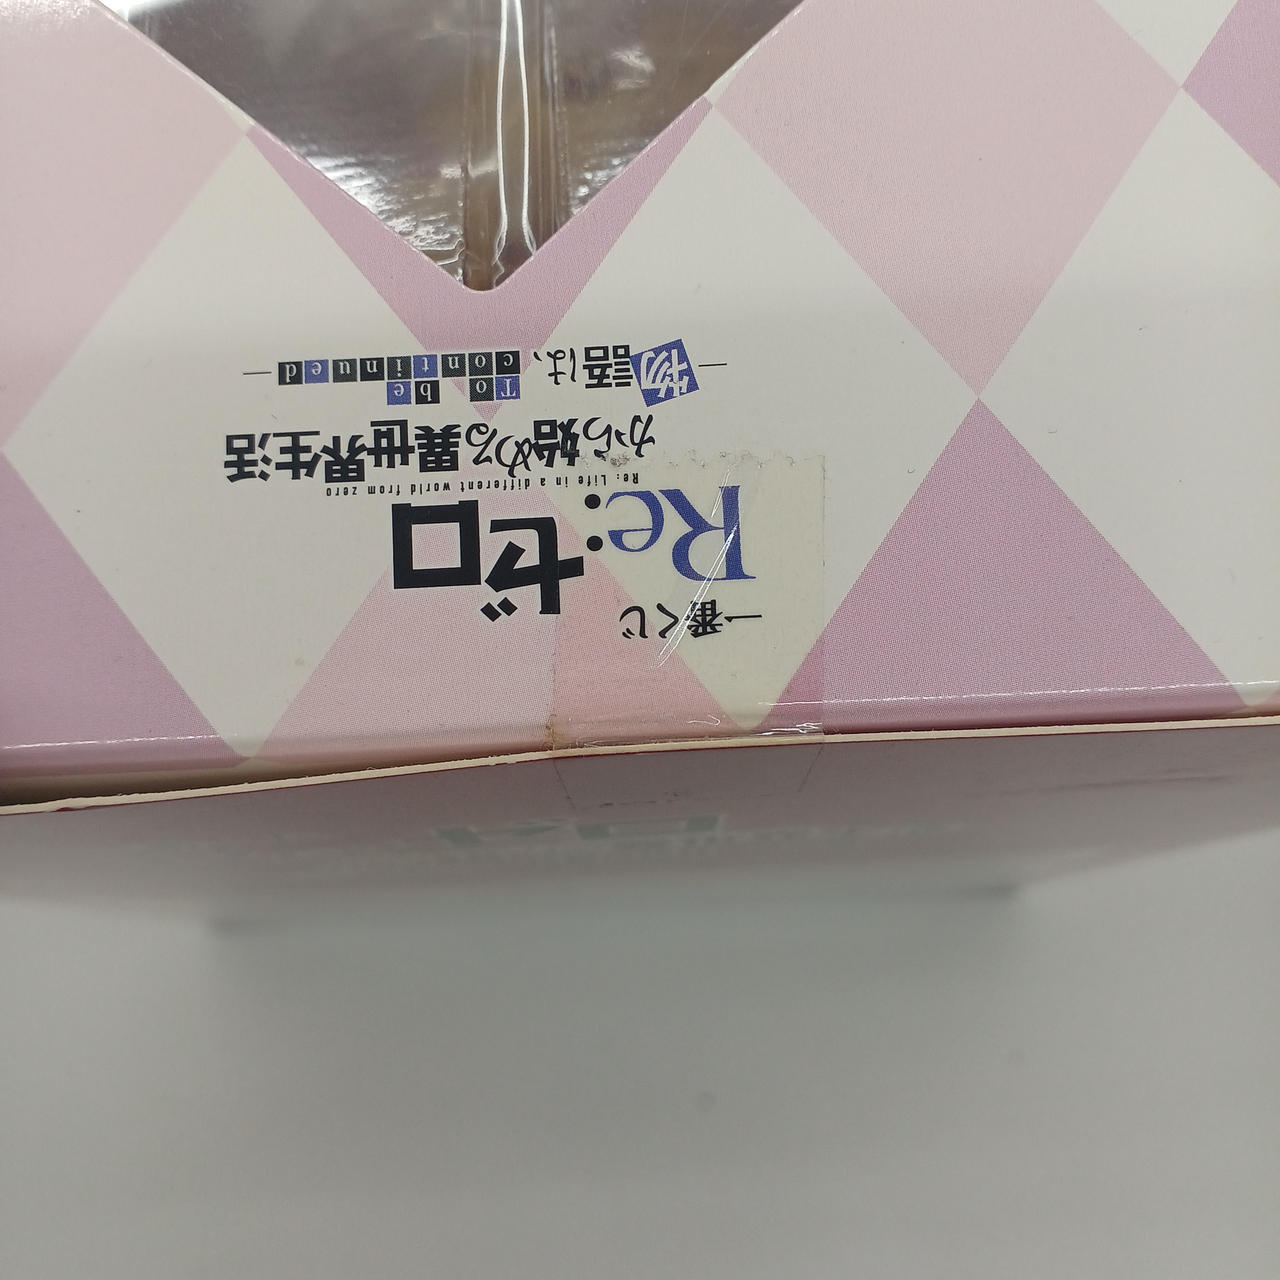 一番くじ
Re:ゼロ
Re: Life in a different world from zero
から始める異世界生活
物語は、To be continued